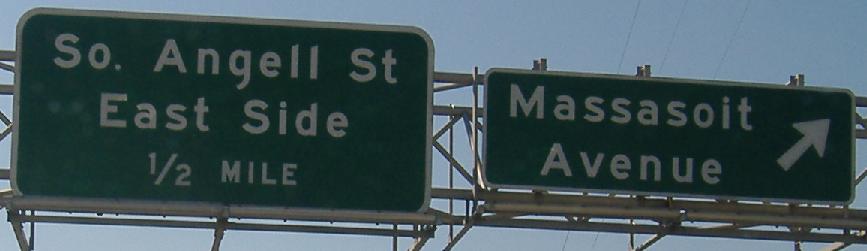 So. Angell St
East Side
1/2 MILE
Massasoit
Avenue